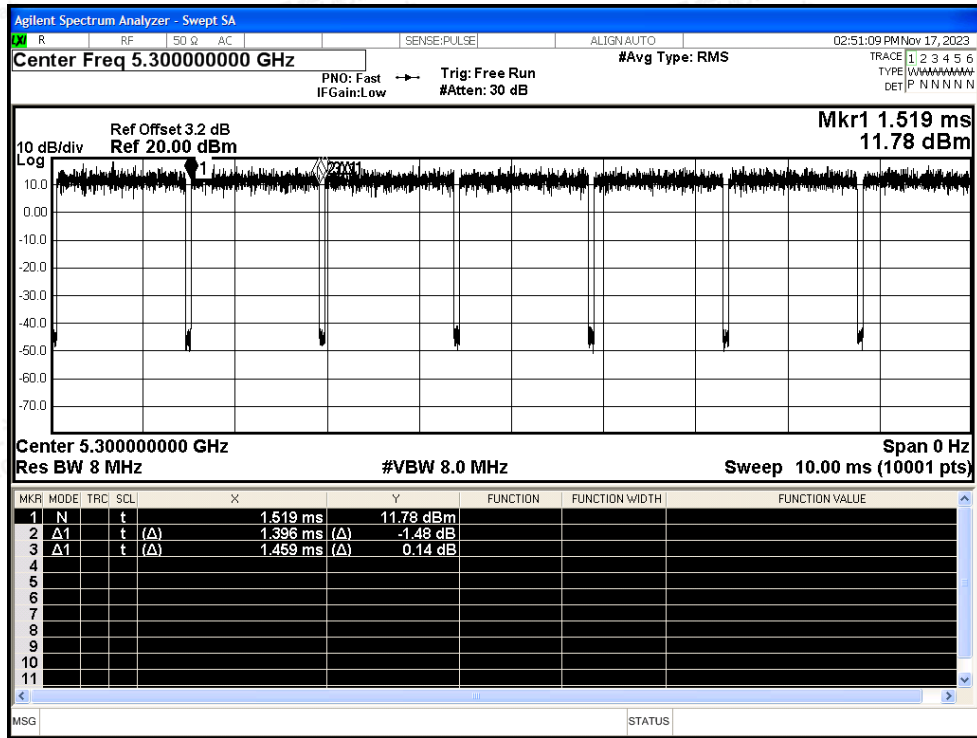 Agilent Spectrum Analyzer - Swept SA
LXI R RF 50 Ω AC SENSE:PULSE ALIGN AUTO 02:51:09 PM Nov 17, 2023
Center Freq 5.300000000 GHz
PNO: Fast
IFGain:Low
Trig: Free Run
#Atten: 30 dB
#Avg Type: RMS
TRACE 1 2 3 4 5 6
TYPE WWWWWW
DET P N N N N N
Mkr1 1.519 ms
11.78 dBm
Ref Offset 3.2 dB
Ref 20.00 dBm
10 dB/div
Log
1
10.0
0.00
-10.0
-20.0
-30.0
-40.0
-50.0
-60.0
-70.0
Center 5.300000000 GHz Span 0 Hz
Res BW 8 MHz #VBW 8.0 MHz Sweep 10.00 ms (10001 pts)
MKR MODE TRC SCL X Y FUNCTION FUNCTION WIDTH FUNCTION VALUE
1 N t 1.519 ms 11.78 dBm
2 Δ1 t (Δ) 1.396 ms (Δ) -1.48 dB
3 Δ1 t (Δ) 1.459 ms (Δ) 0.14 dB
4
5
6
7
8
9
10
11
MSG STATUS